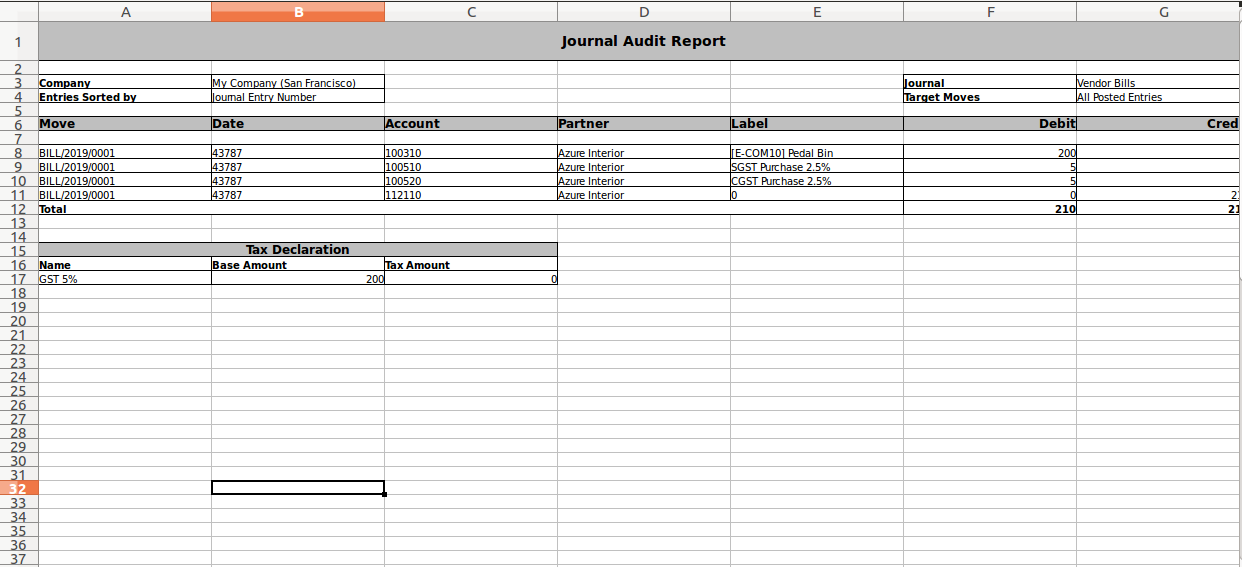 A B C D E F G
1 Journal Audit Report
2
3 Company My Company (San Francisco) Journal Vendor Bills
4 Entries Sorted by Journal Entry Number Target Moves All Posted Entries
5
6 Move Date Account Partner Label Debit Cred
7
8 BILL/2019/0001 43787 100310 Azure Interior [E-COM10] Pedal Bin 200
9 BILL/2019/0001 43787 100510 Azure Interior SGST Purchase 2.5% 5
10 BILL/2019/0001 43787 100520 Azure Interior CGST Purchase 2.5% 5
11 BILL/2019/0001 43787 112110 Azure Interior 0 0
12 Total 210 21
13
14
15 Tax Declaration
16 Name Base Amount Tax Amount
17 GST 5% 200 0
18
19
20
21
22
23
24
25
26
27
28
29
30
31
32
33
34
35
36
37